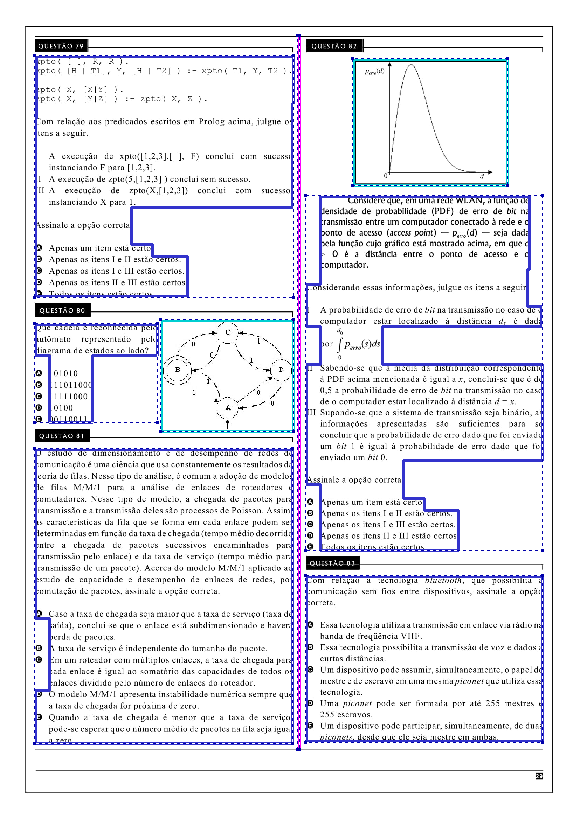 QUESTÃO 79
xpto( [H | T1], Y, [H | T2] ) :- xpto( T1, Y, T2 ).
zpto( X, [X|Z] ).
zpto( X, [Y|Z] ) :- zpto( X, Z ).
Com relação aos predicados escritos em Prolog acima, julgue os
itens a seguir.
A execução de xpto([1,2,3],[ ], F) conclui com sucesso
instanciando F para [1,2,3].
II A execução de zpto(5,[1,2,3]) conclui sem sucesso.
III A execução de zpto(X,[1,2,3]) conclui com sucesso
instanciando X para 1.
Assinale a opção correta
A Apenas um item está certo
B Apenas os itens I e II estão certos.
C Apenas os itens I e III estão certos.
D Apenas os itens II e III estão certos.
E Todos os itens estão certos.
QUESTÃO 80
Que cadeia é reconhecida pelo
autômato representado pelo
diagrama de estados ao lado?
A 101010
B 111011000
C 1111000
D 10100
E 00110011
A
B
C
D
QUESTÃO 81
O estudo de dimensionamento e de desempenho de redes de
comunicação é uma ciência que usa constantemente os resultados da
teoria de filas. Nesse tipo de análise, é comum a adoção de modelos
de filas M/M/1 para a análise de enlaces de roteadores e
comutadores. Nesse tipo de modelo, a chegada de pacotes para
transmissão e a transmissão deles são processos de Poisson. Assim
as características da fila que se forma em cada enlace podem ser
determinadas em função da taxa de chegada (tempo médio decorrido
entre a chegada de pacotes sucessivos encaminhados para
transmissão pelo enlace) e da taxa de serviço (tempo médio para
transmissão de um pacote). Acerca do modelo M/M/1 aplicado ao
estudo de capacidade e desempenho de enlaces de redes, por
comutação de pacotes, assinale a opção correta.
A Caso a taxa de chegada seja maior que a taxa de serviço (taxa de
saída), conclui-se que o enlace está subdimensionado e haverá
perda de pacotes.
B A taxa de serviço é independente do tamanho do pacote.
C Em um roteador com múltiplos enlaces, a taxa de chegada para
cada enlace é igual ao somatório das capacidades de todos os
enlaces dividido pelo número de enlaces do roteador.
D O modelo M/M/1 apresenta instabilidade numérica sempre que
a taxa de chegada for próxima de zero.
E Quando a taxa de chegada é menor que a taxa de serviço
pode-se esperar que o número médio de pacotes na fila seja igual
a zero.
QUESTÃO 82
p erro(d)
0
d
Considere que, em uma rede WLAN, a função de
densidade de probabilidade (PDF) de erro de bit na
transmissão entre um computador conectado à rede e o
ponto de acesso (access point) — perro(d) — seja dada
pela função cujo gráfico está mostrado acima, em que d
> 0 é a distância entre o ponto de acesso e o
computador.
Considerando essas informações, julgue os itens a seguir
A probabilidade de erro de bit na transmissão no caso de o
computador estar localizado à distância d0 é dada
por ∫ perro(s)ds
II Sabendo-se que a média da distribuição correspondente
à PDF acima mencionada é igual a x, conclui-se que é de
0,5 a probabilidade de erro de bit na transmissão no caso
de o computador estar localizado à distância d = x.
III Supondo-se que o sistema de transmissão seja binário, as
informações apresentadas são suficientes para se
concluir que a probabilidade de erro dado que foi enviado
um bit 1 é igual à probabilidade de erro dado que foi
enviado um bit 0.
Assinale a opção correta
A Apenas um item está certo
B Apenas os itens I e II estão certos.
C Apenas os itens I e III estão certos.
D Apenas os itens II e III estão certos.
E Todos os itens estão certos.
QUESTÃO 83
Com relação à tecnologia bluetooth, que possibilita a
comunicação sem fios entre dispositivos, assinale a opção
correta.
A Essa tecnologia utiliza a transmissão em enlace via rádio na
banda de freqüência VHF.
B Essa tecnologia possibilita a transmissão de voz e dados a
curtas distâncias.
C Um dispositivo pode assumir, simultaneamente, o papel de
mestre e de escravo em uma mesma piconet que utiliza essa
tecnologia.
D Uma piconet pode ser formada por até 255 mestres e
255 escravos.
E Um dispositivo pode participar, simultaneamente, de duas
piconets, desde que ele seja mestre em ambas.